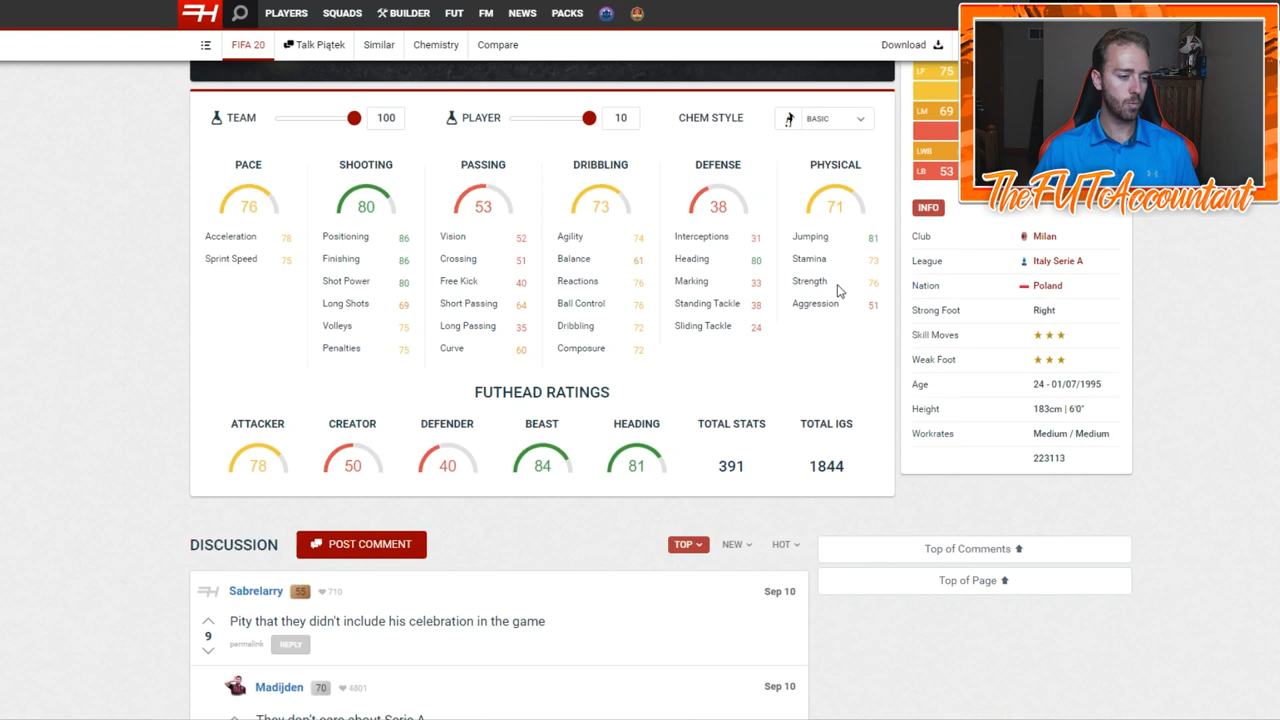 PLAYERS SQUADS BUILDER FUT FM NEWS PACKS
FIFA 20 Talk Piątek Similar Chemistry Compare Download
TEAM 100 PLAYER 10 CHEM STYLE BASIC
PACE SHOOTING PASSING DRIBBLING DEFENSE PHYSICAL
76 80 53 73 38 71
Acceleration 78 Positioning 86 Vision 52 Agility 74 Interceptions 31 Jumping 81
Sprint Speed 75 Finishing 86 Crossing 51 Balance 61 Heading 80 Stamina 73
Shot Power 80 Free Kick 40 Reactions 76 Marking 33 Strength 76
Long Shots 69 Short Passing 64 Ball Control 76 Standing Tackle 38 Aggression 51
Volleys 75 Long Passing 35 Dribbling 72 Sliding Tackle 24
Penalties 75 Curve 60 Composure 72
FUTHEAD RATINGS
ATTACKER CREATOR DEFENDER BEAST HEADING TOTAL STATS TOTAL IGS
78 50 40 84 81 391 1844
LF 75
LM 69
LWB
LB 53
TheFUTAccountant
INFO
Club Milan
League Italy Serie A
Nation Poland
Strong Foot Right
Skill Moves
Weak Foot
Age 24 - 01/07/1995
Height 183cm | 6'0"
Workrates Medium / Medium
223113
DISCUSSION POST COMMENT TOP NEW HOT
Top of Comments
Top of Page
Sabrelarry 55 710 Sep 10
9
Pity that they didn't include his celebration in the game
permalink REPLY
Madijden 70 4801 Sep 10
They don't care about Serie A